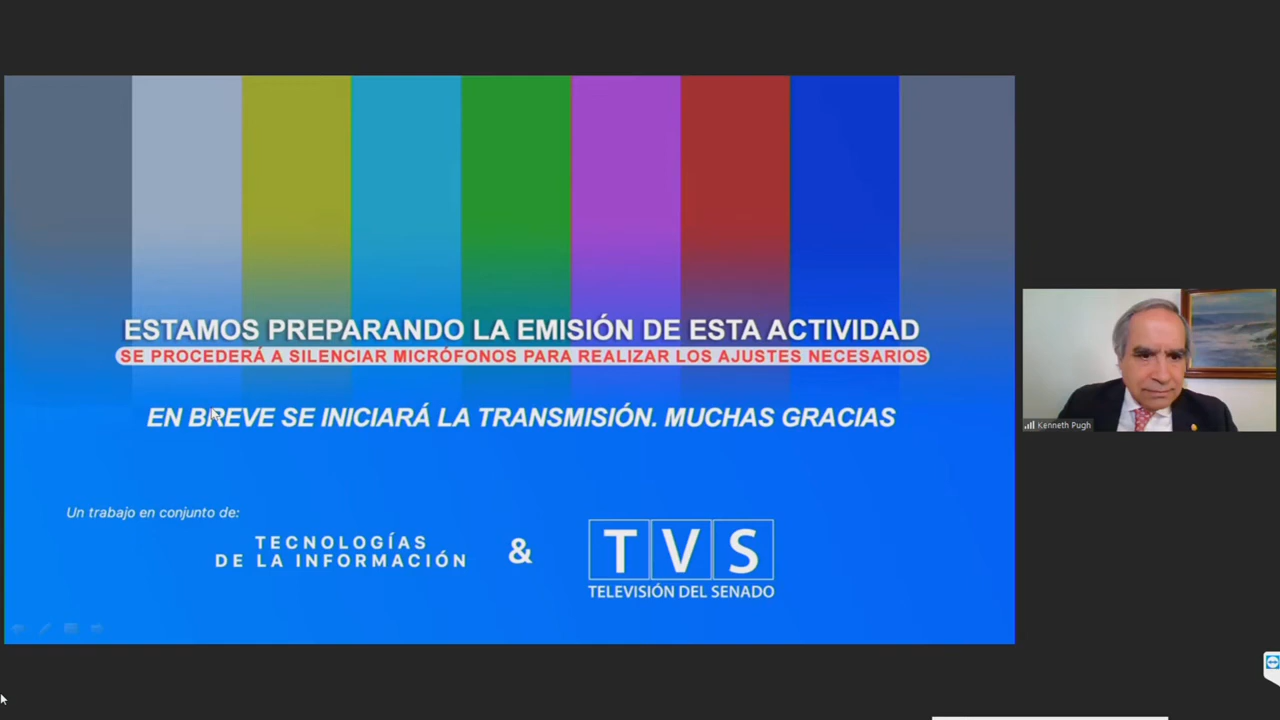 ESTAMOS PREPARANDO LA EMISIÓN DE ESTA ACTIVIDAD
SE PROCEDERÁ A SILENCIAR MICRÓFONOS PARA REALIZAR LOS AJUSTES NECESARIOS
EN BREVE SE INICIARÁ LA TRANSMISIÓN. MUCHAS GRACIAS
Kenneth Pugh
Un trabajo en conjunto de:
TECNOLOGÍAS
DE LA INFORMACIÓN
&
TVS
TELEVISIÓN DEL SENADO